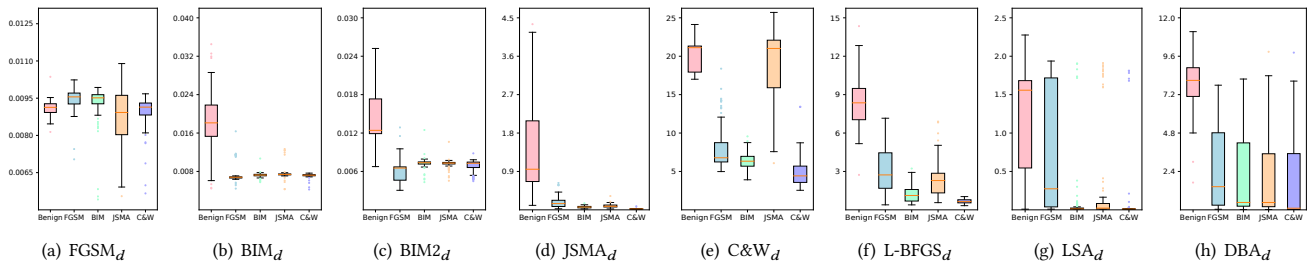 0.0125
0.0110
0.0095
0.0080
0.0065
Benign FGSM BIM JSMA C&W
(a) FGSM_d
0.040
0.032
0.024
0.016
0.008
Benign FGSM BIM JSMA C&W
(b) BIM_d
0.030
0.024
0.018
0.012
0.006
Benign FGSM BIM JSMA C&W
(c) BIM2_d
4.5
3.6
2.7
1.8
0.9
Benign FGSM BIM JSMA C&W
(d) JSMA_d
25
20
15
10
5
Benign FGSM BIM JSMA C&W
(e) C&W_d
15
12
9
6
3
Benign FGSM BIM JSMA C&W
(f) L-BFGS_d
2.5
2.0
1.5
1.0
0.5
Benign FGSM BIM JSMA C&W
(g) LSA_d
12.0
9.6
7.2
4.8
2.4
Benign FGSM BIM JSMA C&W
(h) DBA_d